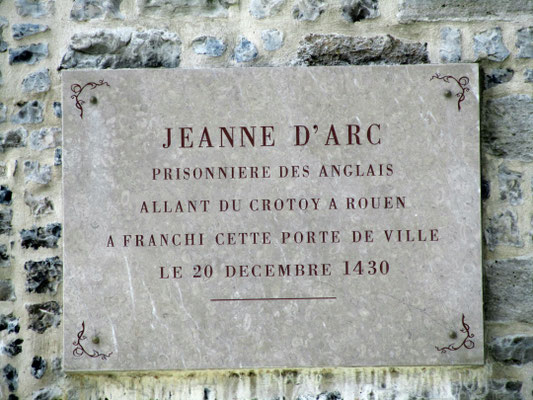 JEANNE D'ARC
PRISONNIERE DES ANGLAIS
ALLANT DU CROTOY A ROUEN
A FRANCHI CETTE PORTE DE VILLE
LE 20 DECEMBRE 1430